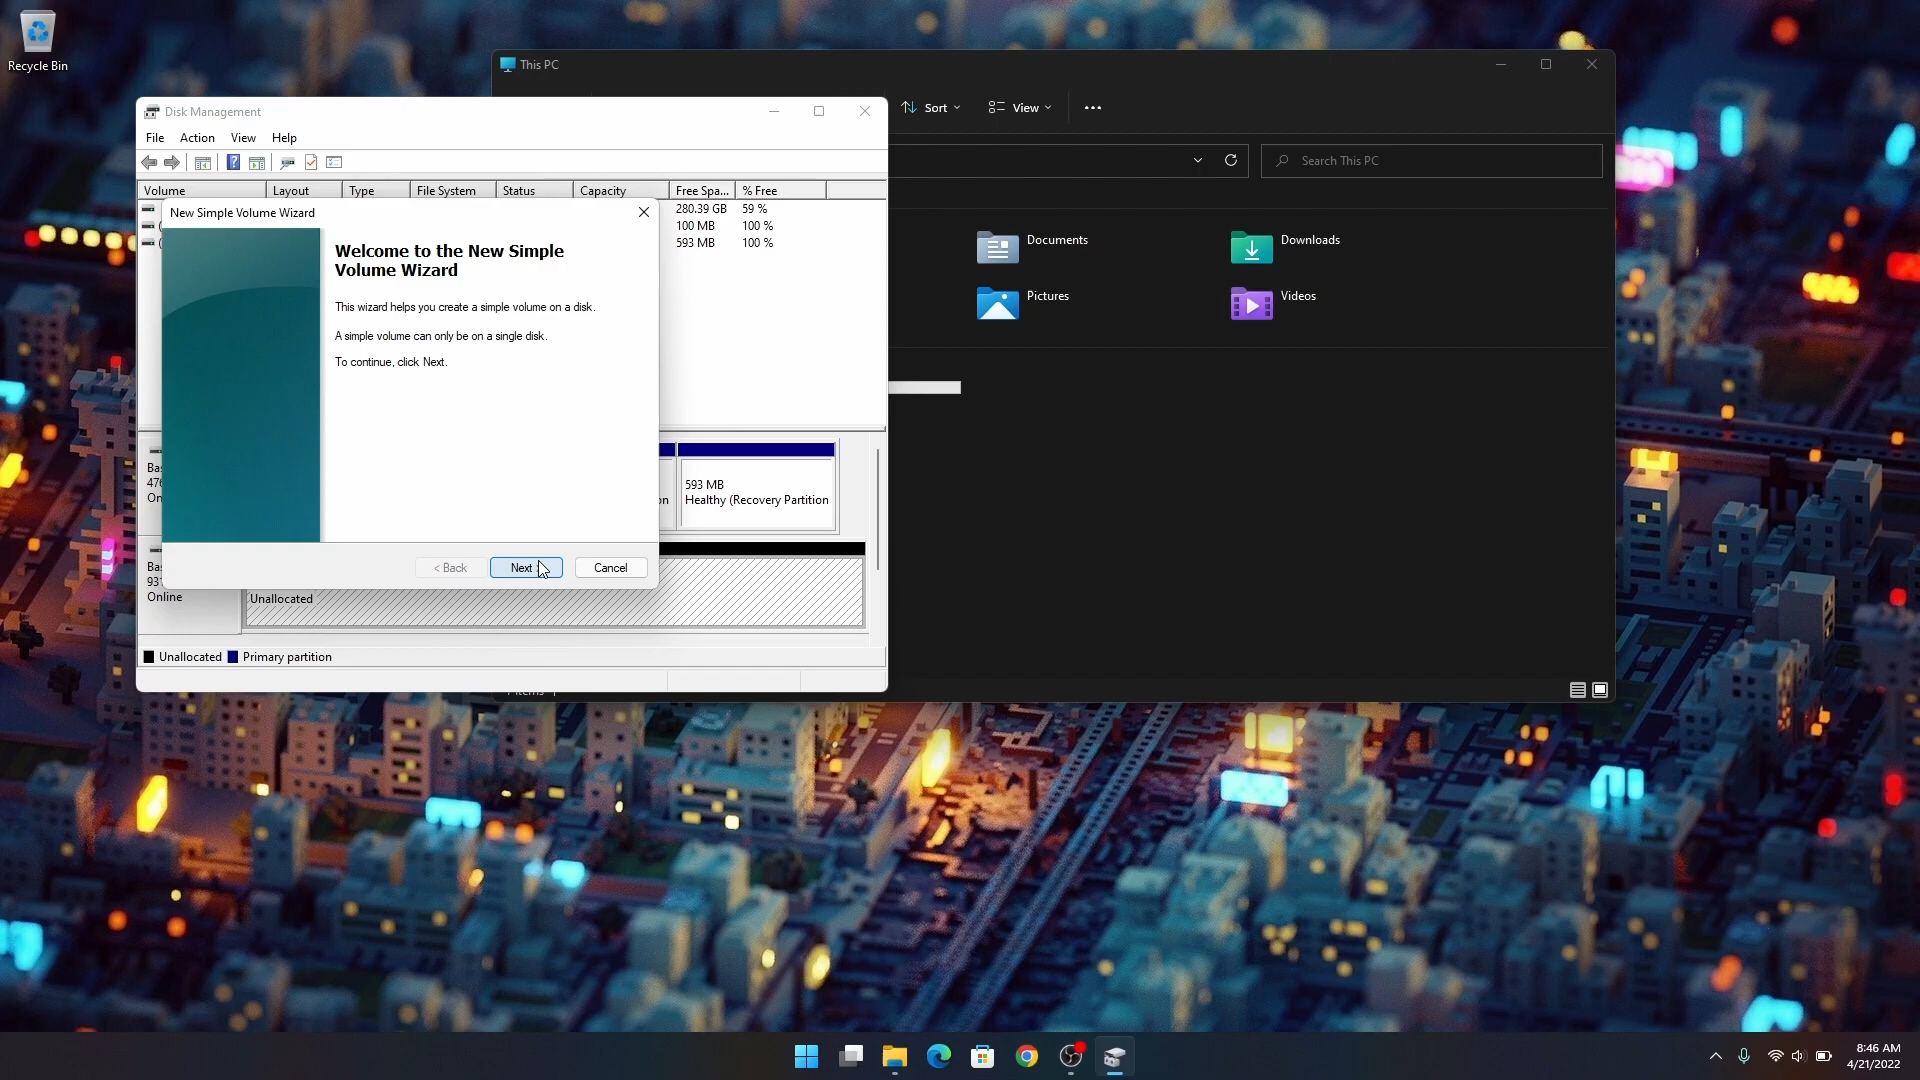 Recycle Bin
This PC
Sort
View
Search This PC
Documents
Downloads
Pictures
Videos
Disk Management
File Action View Help
Volume Layout Type File System Status Capacity Free Spa... % Free
280.39 GB 59 %
100 MB 100 %
593 MB 100 %
New Simple Volume Wizard
Welcome to the New Simple
Volume Wizard
This wizard helps you create a simple volume on a disk.
A simple volume can only be on a single disk.
To continue, click Next.
< Back Next Cancel
593 MB
Healthy (Recovery Partition
Online
Unallocated
Unallocated Primary partition
8:46 AM
4/21/2022